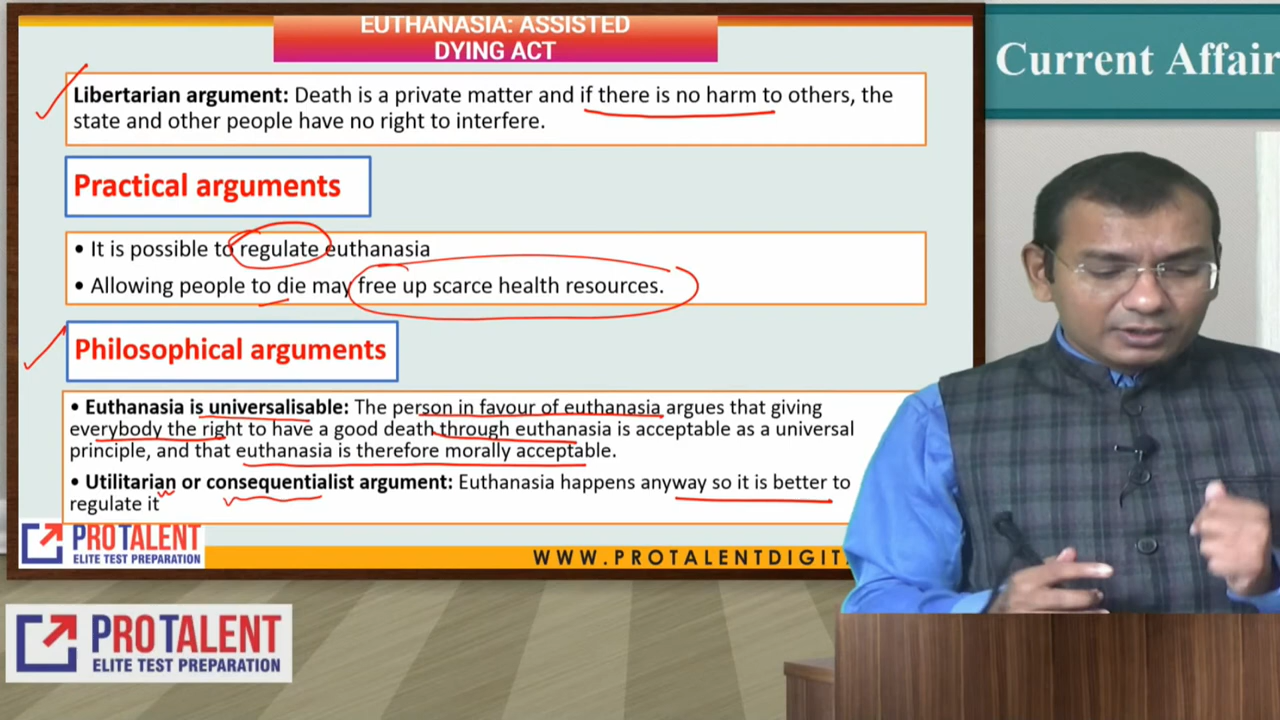 EUTHANASIA: ASSISTED
DYING ACT
Current Affair
Libertarian argument: Death is a private matter and if there is no harm to others, the
state and other people have no right to interfere.
Practical arguments
• It is possible to regulate euthanasia
• Allowing people to die may free up scarce health resources.
Philosophical arguments
• Euthanasia is universalisable: The person in favour of euthanasia argues that giving
everybody the right to have a good death through euthanasia is acceptable as a universal
principle, and that euthanasia is therefore morally acceptable.
• Utilitarian or consequentialist argument: Euthanasia happens anyway so it is better to
regulate it
PRO TALENT
ELITE TEST PREPARATION
WWW.PROTALENTDIGIT
PRO TALENT
ELITE TEST PREPARATION